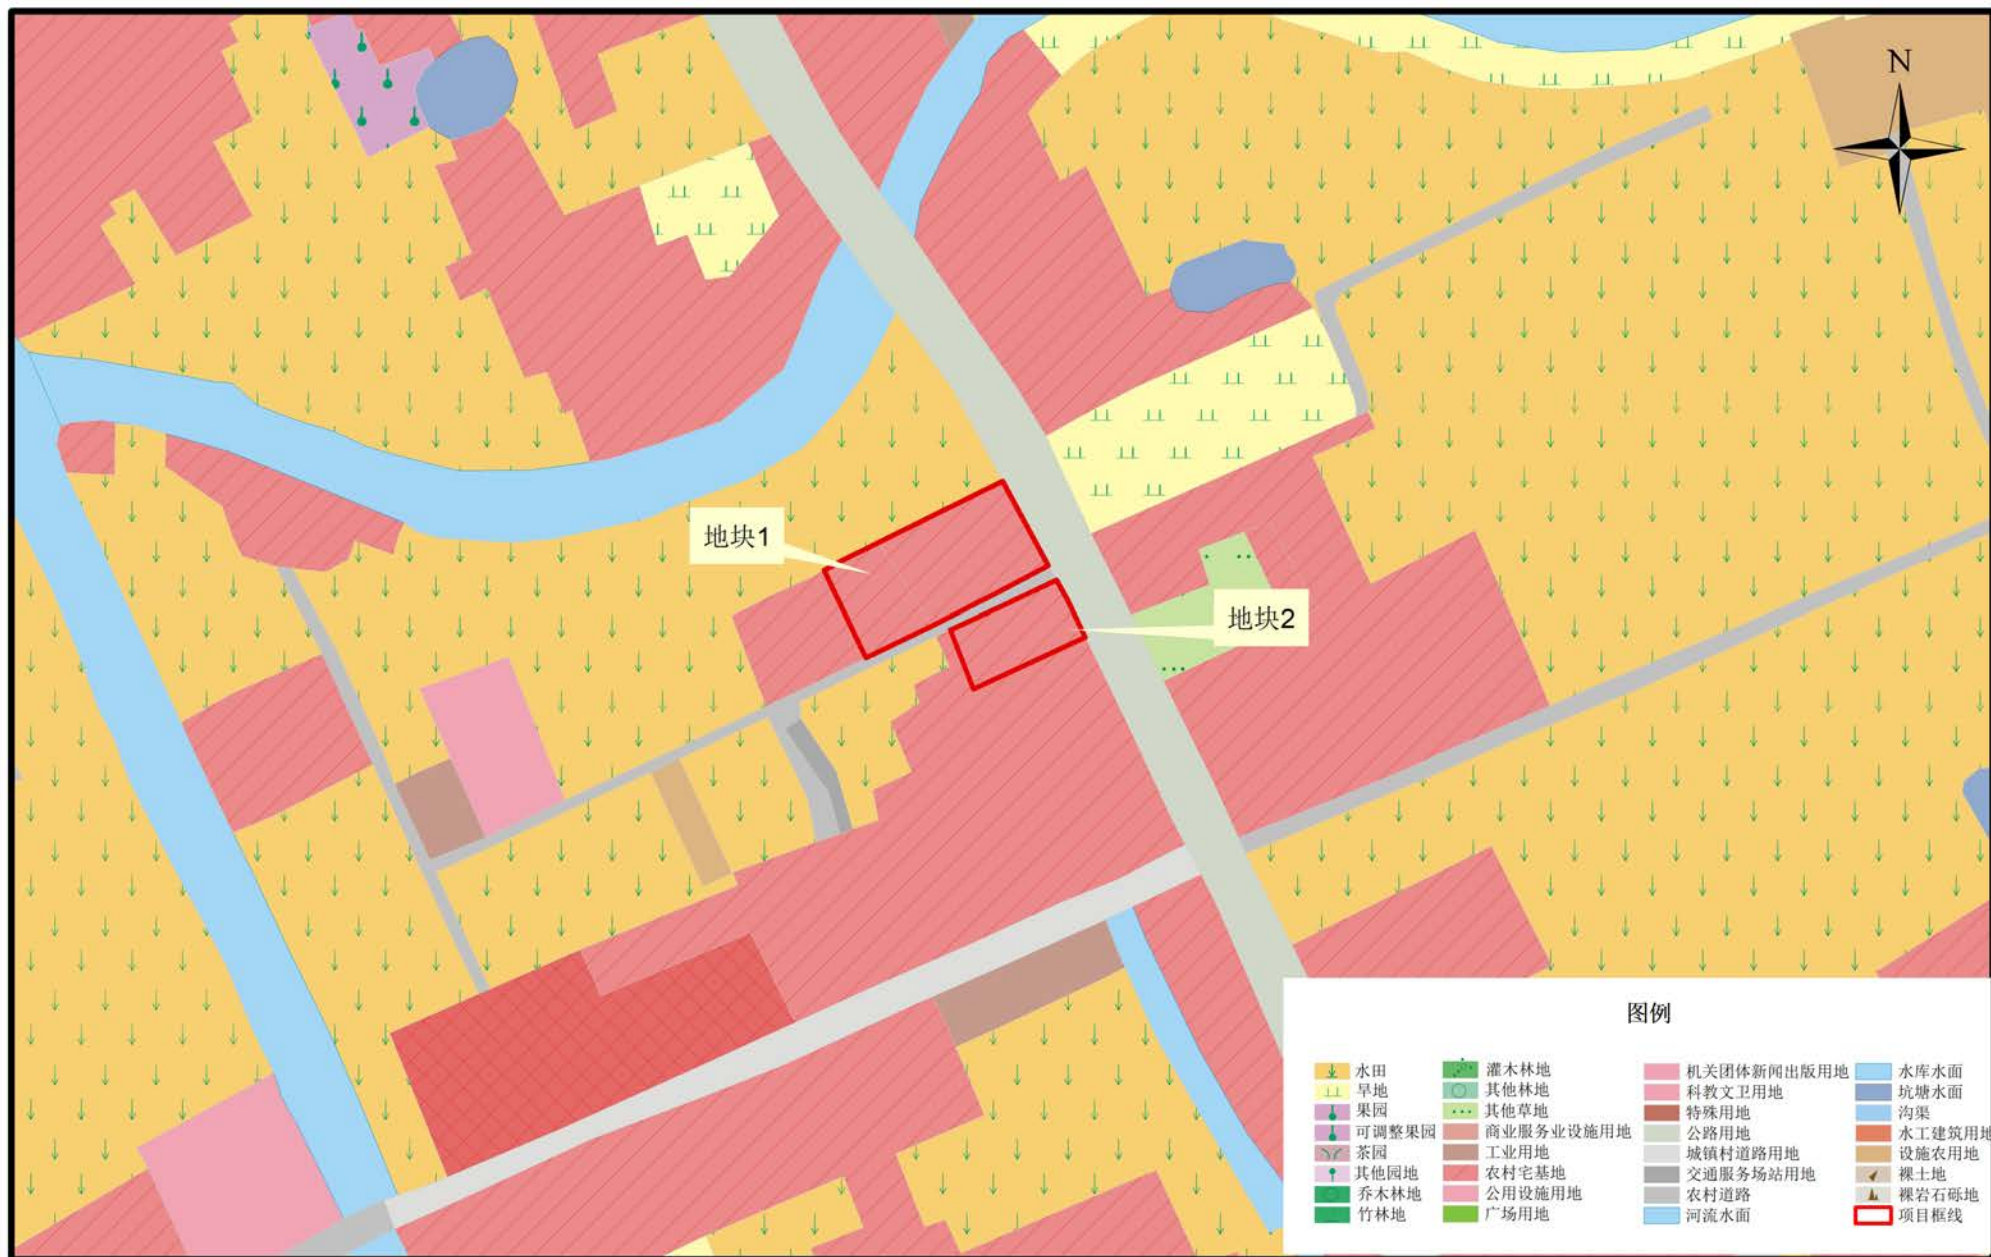 N
地块1
地块2
图例
水田
旱地
果园
可调整果园
茶园
其他园地
乔木林地
竹林地
灌木林地
其他林地
其他草地
商业服务业设施用地
工业用地
农村宅基地
公用设施用地
广场用地
机关团体新闻出版用地
科教文卫用地
特殊用地
公路用地
城镇村道路用地
交通服务场站用地
农村道路
河流水面
水库水面
坑塘水面
沟渠
水工建筑用地
设施农用地
裸土地
裸岩石砾地
项目框线